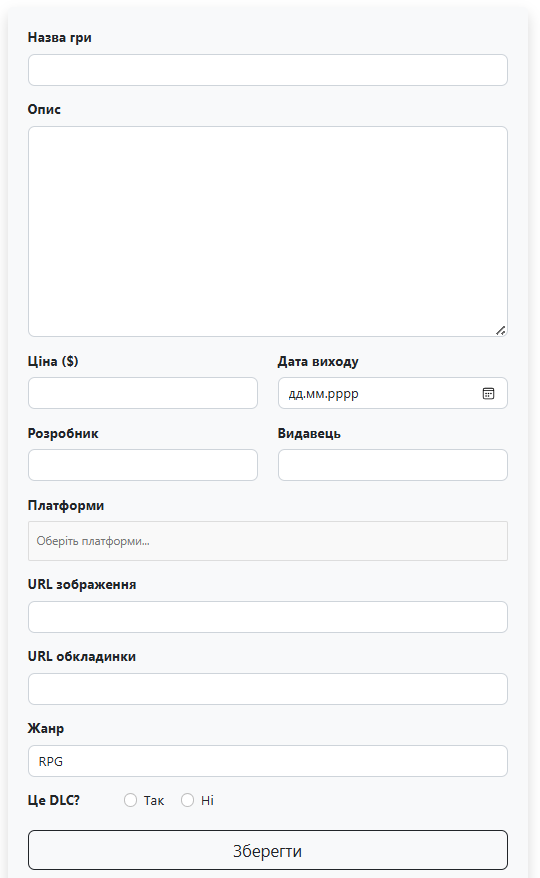 Назва гри
Опис
Ціна ($) Дата виходу
дд.мм.рррр
Розробник Видавець
Платформи
Оберіть платформи...
URL зображення
URL обкладинки
Жанр
RPG
Це DLC? Так Ні
Зберегти